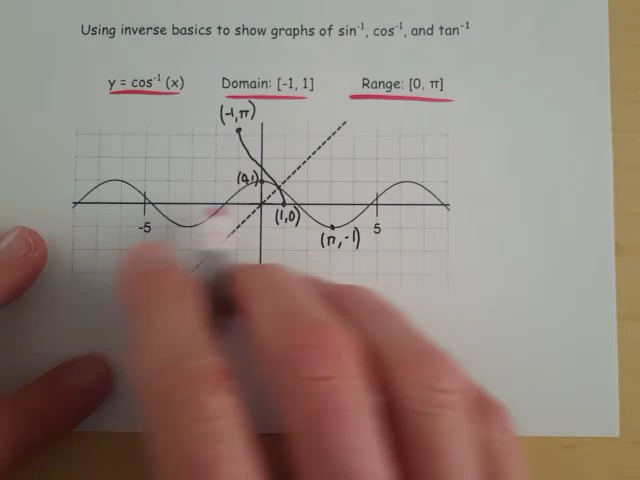 Using inverse basics to show graphs of sin⁻¹, cos⁻¹, and tan⁻¹
y = cos⁻¹ (x) Domain: [-1, 1] Range: [0, π]
(-1,π)
(0,1)
(1,0)
-5 5
(π,-1)